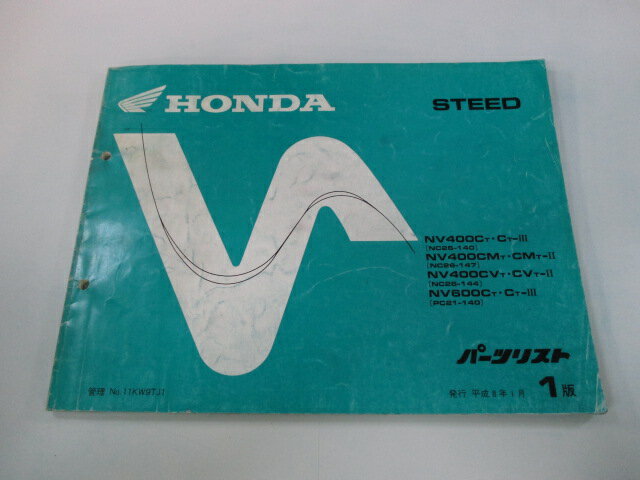 HONDA
STEED
NV400CT・CT-III
(NC26-140)
NV400CMT・CMT-II
(NC26-147)
NV400CVT・CVT-II
(NC26-144)
NV600CT・CT-III
(PC21-140)
パーツリスト
管理 No.11KW9TJ1
発行 平成8年1月 1版